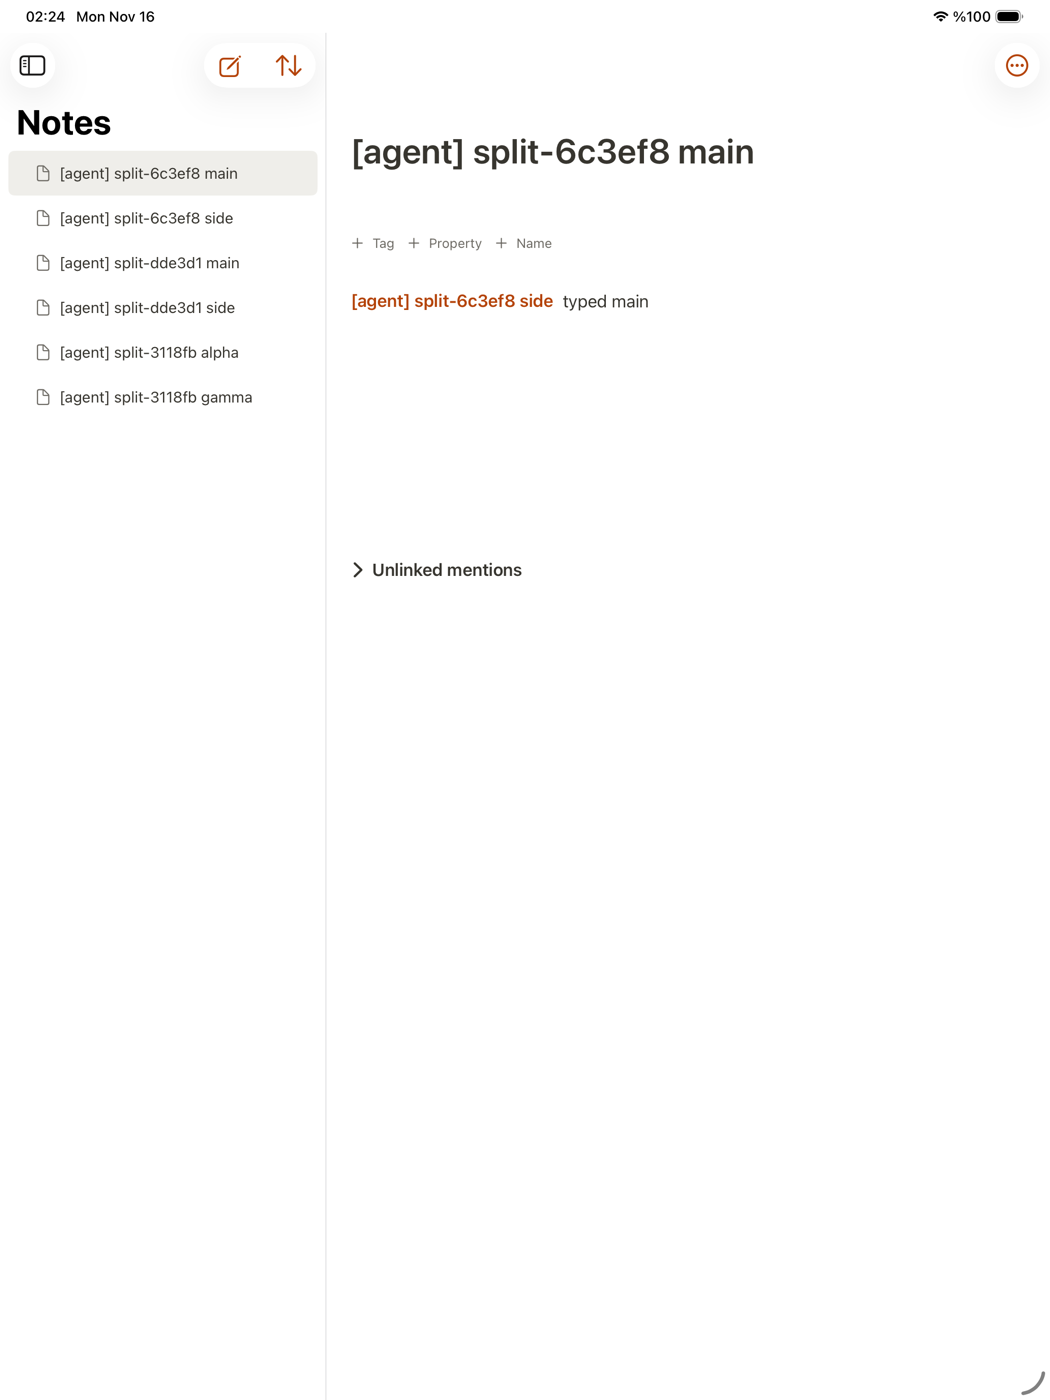 02:24 Mon Nov 16
%100
Notes
[agent] split-6c3ef8 main
[agent] split-6c3ef8 side
[agent] split-dde3d1 main
[agent] split-dde3d1 side
[agent] split-3118fb alpha
[agent] split-3118fb gamma
[agent] split-6c3ef8 main
+ Tag + Property + Name
[agent] split-6c3ef8 side typed main
Unlinked mentions